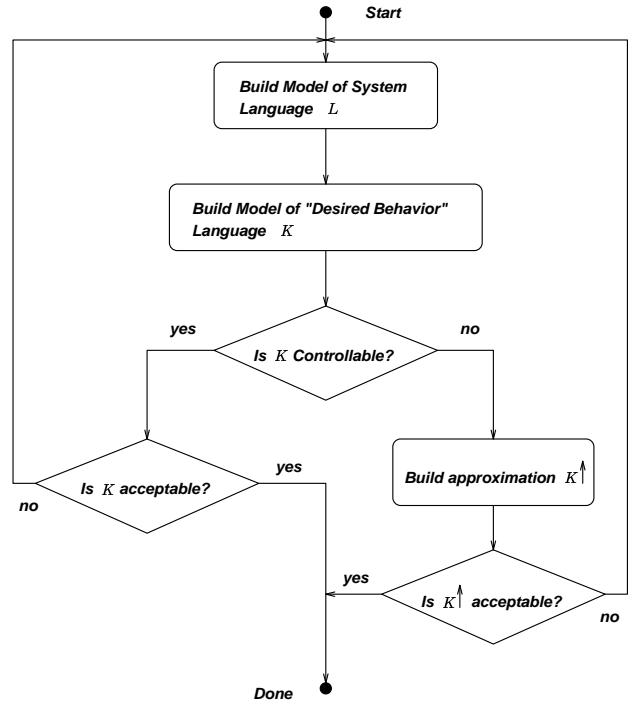 Start
Build Model of System
Language L
Build Model of "Desired Behavior"
Language K
yes
no
Is K Controllable?
Is K acceptable?
yes
no
Build approximation K↑
yes
Is K↑ acceptable?
no
Done